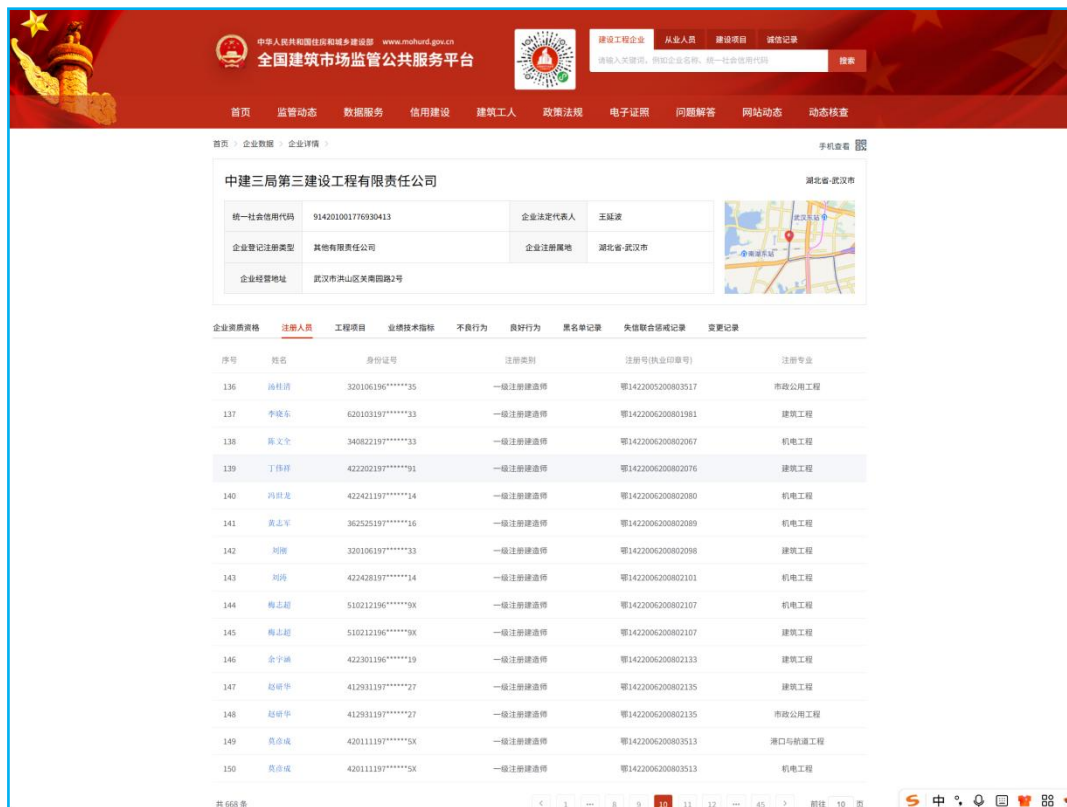 中华人民共和国住房和城乡建设部 www.mohurd.gov.cn
全国建筑市场监管公共服务平台
建设工程企业 从业人员 建设项目 诚信记录
请输入关键词，例如企业名称、统一社会信用代码 搜索
首页 监管动态 数据服务 信用建设 建筑工人 政策法规 电子证照 问题解答 网站动态 动态核查
首页 > 企业数据 > 企业详情 >
手机查看
中建三局第三建设工程有限责任公司
湖北省-武汉市
统一社会信用代码 914201001776930413 企业法定代表人 王延波
企业登记注册类型 其他有限责任公司 企业注册属地 湖北省-武汉市
企业经营地址 武汉市洪山区关南园路2号
武汉东站
南湖东站
企业资质资格 注册人员 工程项目 业绩技术指标 不良行为 良好行为 黑名单记录 失信联合惩戒记录 变更记录
序号 姓名 身份证号 注册类别 注册号(执业印章号) 注册专业
136 汤桂清 320106196******35 一级注册建造师 鄂1422005200803517 市政公用工程
137 李晓东 620103197******33 一级注册建造师 鄂1422006200801981 建筑工程
138 陈文全 340822197******33 一级注册建造师 鄂1422006200802067 机电工程
139 丁伟祥 422202197******91 一级注册建造师 鄂1422006200802076 建筑工程
140 冯世龙 422421197******14 一级注册建造师 鄂1422006200802080 机电工程
141 黄志军 362525197******16 一级注册建造师 鄂1422006200802089 机电工程
142 刘刚 320106197******33 一级注册建造师 鄂1422006200802098 建筑工程
143 刘涛 422428197******14 一级注册建造师 鄂1422006200802101 机电工程
144 梅志超 510212196******9X 一级注册建造师 鄂1422006200802107 机电工程
145 梅志超 510212196******9X 一级注册建造师 鄂1422006200802107 建筑工程
146 余宇涵 422301196******19 一级注册建造师 鄂1422006200802133 建筑工程
147 赵研华 412931197******27 一级注册建造师 鄂1422006200802135 建筑工程
148 赵研华 412931197******27 一级注册建造师 鄂1422006200802135 市政公用工程
149 莫彦成 420111197******5X 一级注册建造师 鄂1422006200803513 港口与航道工程
150 莫彦成 420111197******5X 一级注册建造师 鄂1422006200803513 机电工程
共 668 条 < 1 ••• 8 9 10 11 12 ••• 45 > 前往 10 页
中